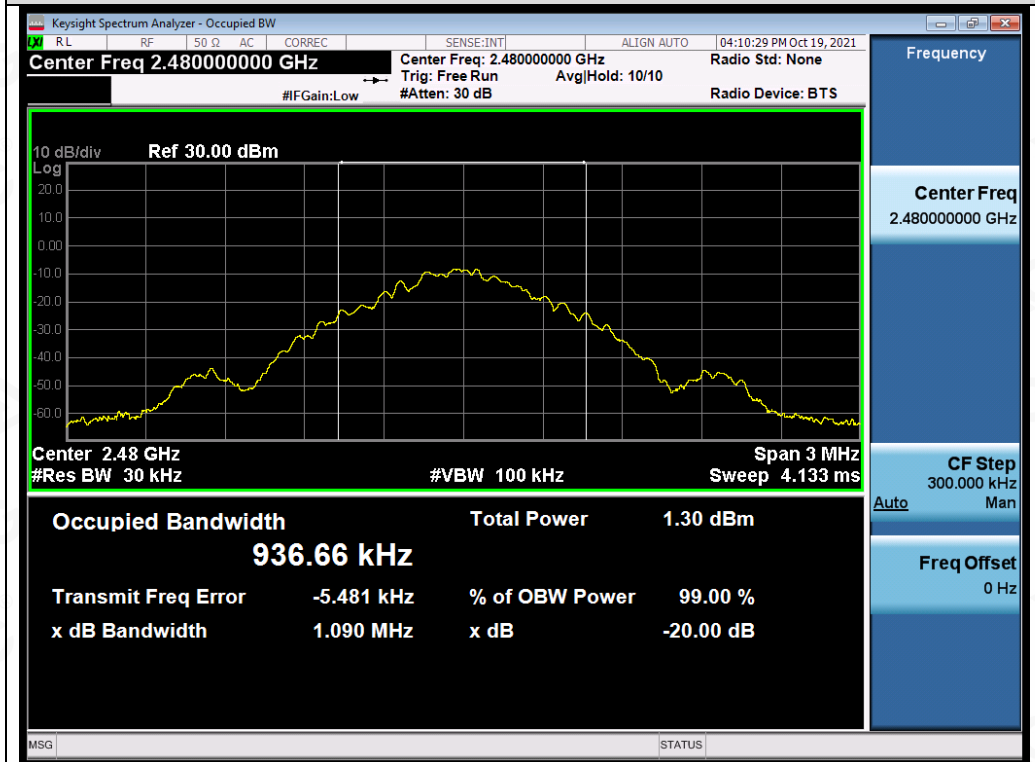 Keysight Spectrum Analyzer - Occupied BW
LXI RL RF 50 Ω AC CORREC SENSE:INT ALIGN AUTO 04:10:29 PM Oct 19, 2021
Center Freq 2.480000000 GHz Center Freq: 2.480000000 GHz Radio Std: None
Trig: Free Run Avg|Hold: 10/10
#IFGain:Low #Atten: 30 dB Radio Device: BTS
10 dB/div Ref 30.00 dBm
Log
20.0
10.0
0.00
-10.0
-20.0
-30.0
-40.0
-50.0
-60.0
Center 2.48 GHz Span 3 MHz
#Res BW 30 kHz #VBW 100 kHz Sweep 4.133 ms
Occupied Bandwidth Total Power 1.30 dBm
936.66 kHz
Transmit Freq Error -5.481 kHz % of OBW Power 99.00 %
x dB Bandwidth 1.090 MHz x dB -20.00 dB
Frequency
Center Freq
2.480000000 GHz
CF Step
300.000 kHz
Auto Man
Freq Offset
0 Hz
MSG STATUS